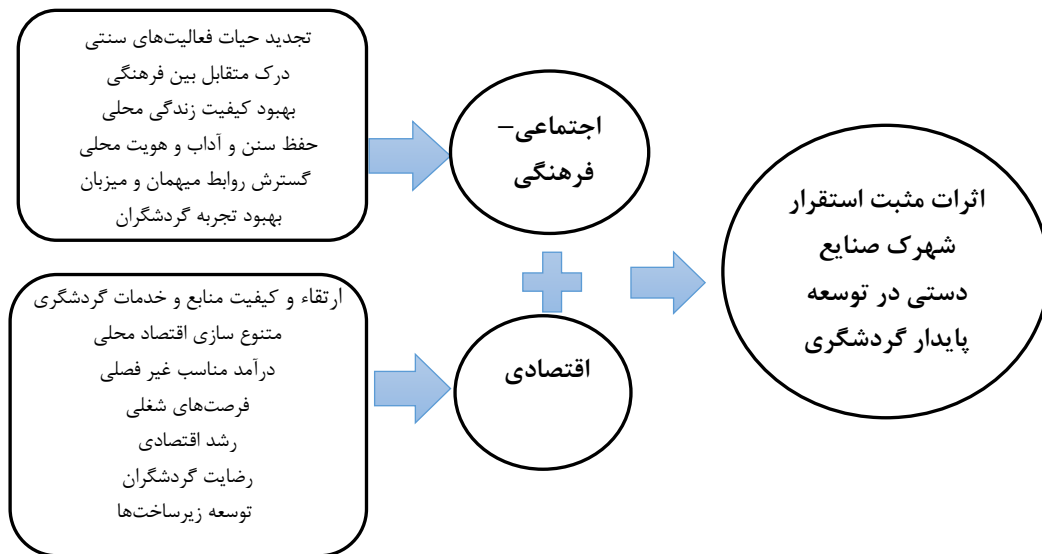 تجدید حیات فعالیت‌های سنتی
درک متقابل بین فرهنگی
بهبود کیفیت زندگی محلی
حفظ سنن و آداب و هویت محلی
گسترش روابط میهمان و میزبان
بهبود تجربه گردشگران
اجتماعی–
فرهنگی
اثرات مثبت استقرار
شهرک صنایع
دستی در توسعه
پایدار گردشگری
ارتقاء و کیفیت منابع و خدمات گردشگری
متنوع سازی اقتصاد محلی
درآمد مناسب غیر فصلی
فرصت‌های شغلی
رشد اقتصادی
رضایت گردشگران
توسعه زیرساخت‌ها
اقتصادی